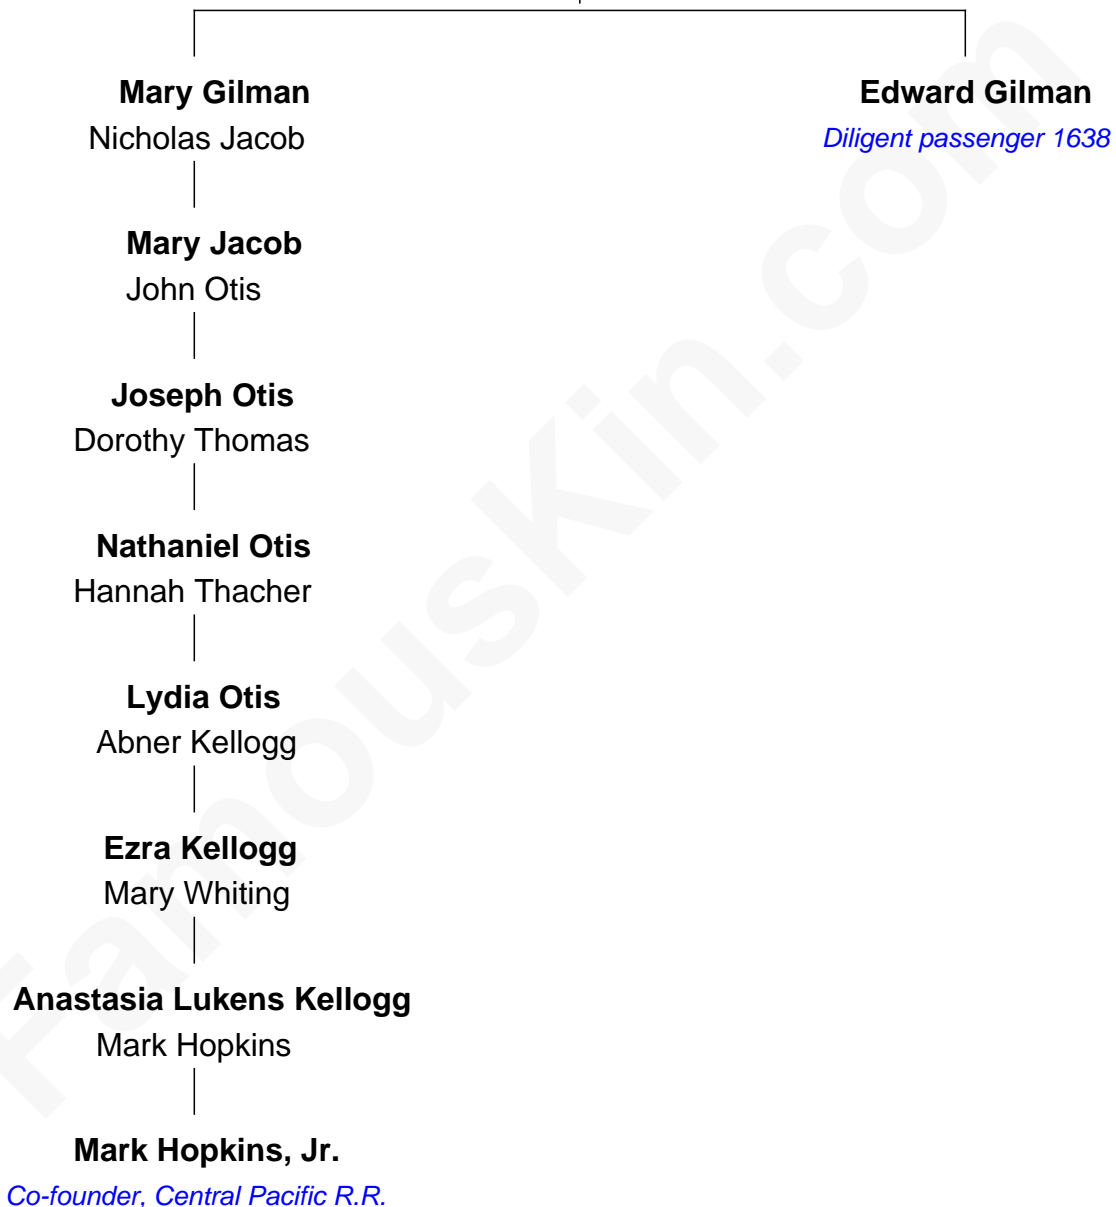 Mary Gilman
Nicholas Jacob
Edward Gilman
Diligent passenger 1638
Mary Jacob
John Otis
Joseph Otis
Dorothy Thomas
Nathaniel Otis
Hannah Thacher
Lydia Otis
Abner Kellogg
Ezra Kellogg
Mary Whiting
Anastasia Lukens Kellogg
Mark Hopkins
Mark Hopkins, Jr.
Co-founder, Central Pacific R.R.
FamousKin.com